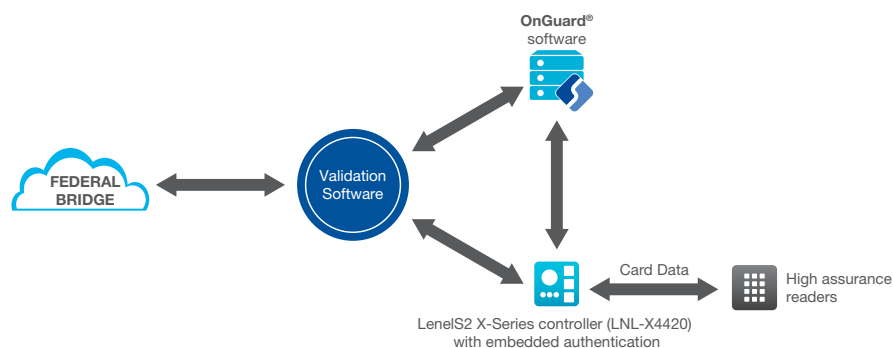 OnGuard®
software
FEDERAL
BRIDGE
Validation
Software
Card Data
High assurance
readers
LenelS2 X-Series controller (LNL-X4420)
with embedded authentication